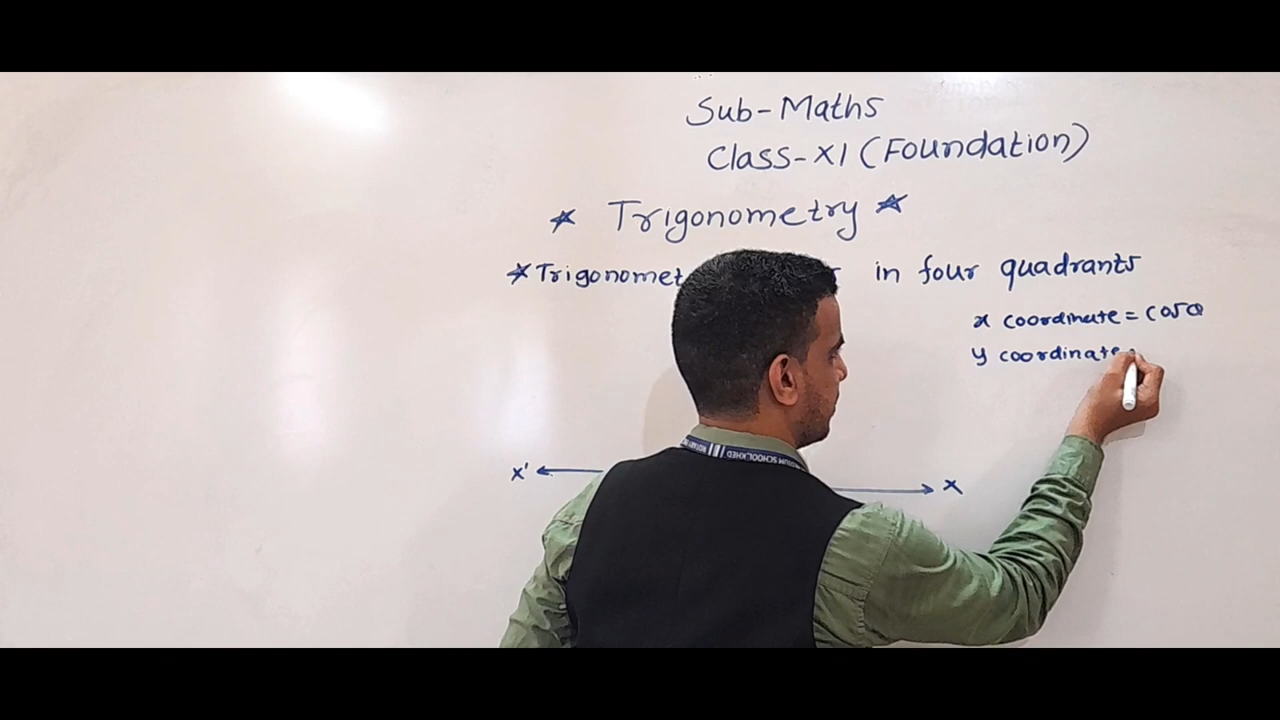 Sub-Maths
Class-XI (Foundation)
* Trigonometry *
*Trigonomet in four quadrants
x coordinate = cosθ
y coordinate
X' X